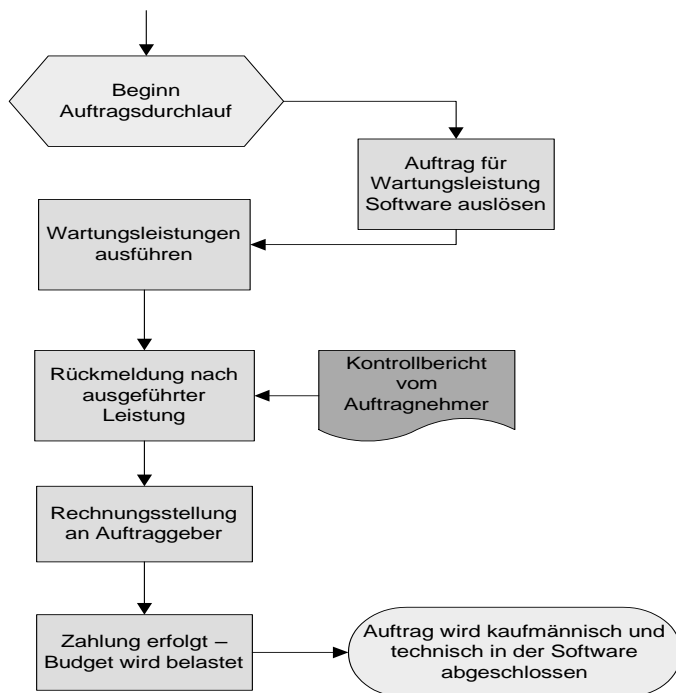 Beginn
Auftragsdurchlauf
Auftrag für
Wartungsleistung
Software auslösen
Wartungsleistungen
ausführen
Rückmeldung nach
ausgeführter
Leistung
Kontrollbericht
vom
Auftragnehmer
Rechnungsstellung
an Auftraggeber
Zahlung erfolgt –
Budget wird belastet
Auftrag wird kaufmännisch und
technisch in der Software
abgeschlossen